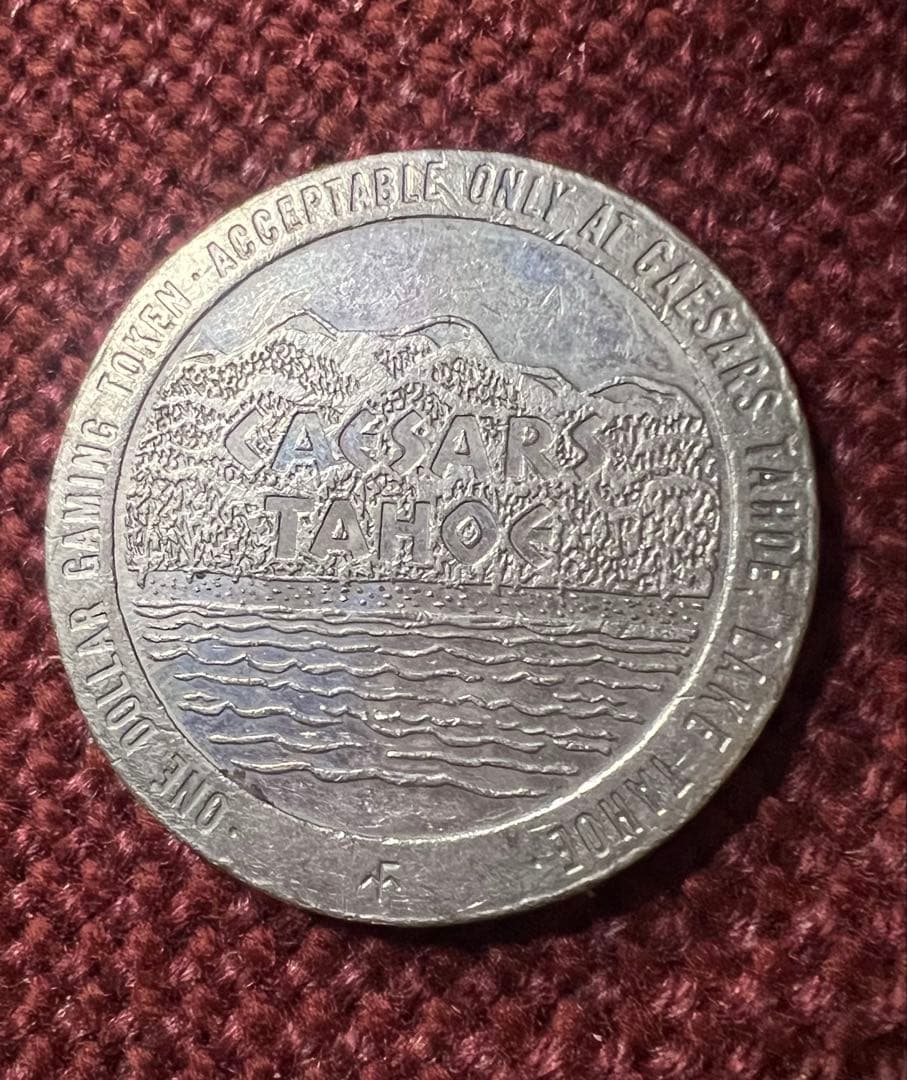 ONE DOLLAR GAMING TOKEN · ACCEPTABLE ONLY AT CAESARS TAHOE, LAKE TAHOE ·
CAESARS
TAHOE